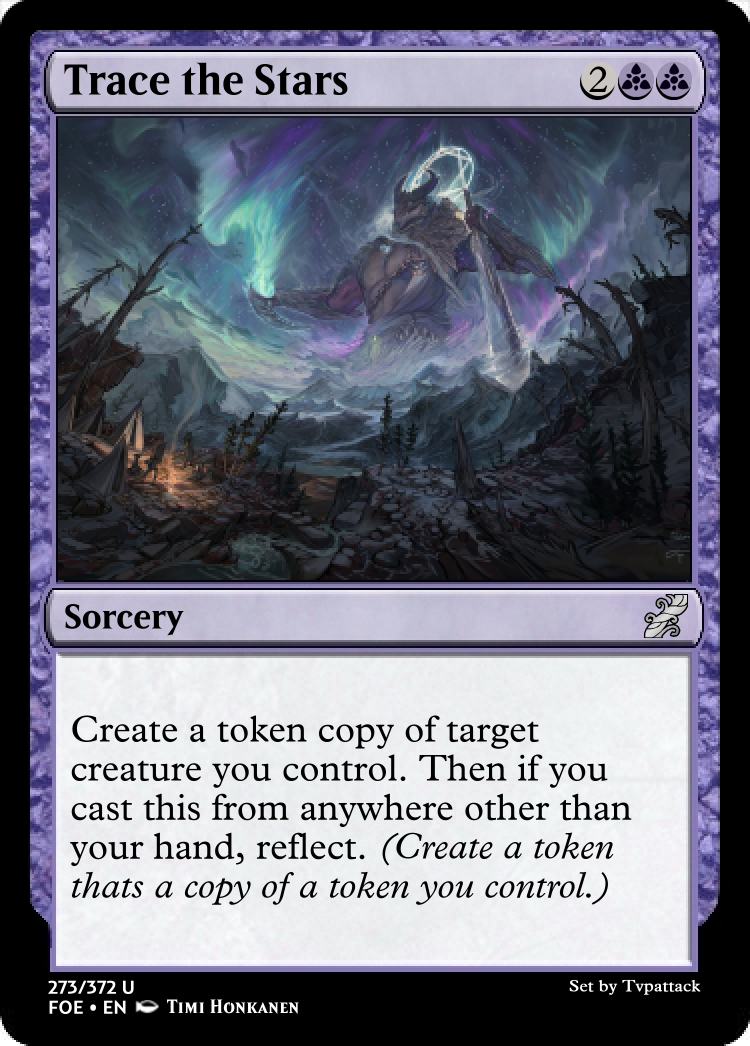 Trace the Stars 2
Sorcery
Create a token copy of target
creature you control. Then if you
cast this from anywhere other than
your hand, reflect. (Create a token
thats a copy of a token you control.)
273/372 U
Set by Tvpattack
FOE • EN Timi Honkanen